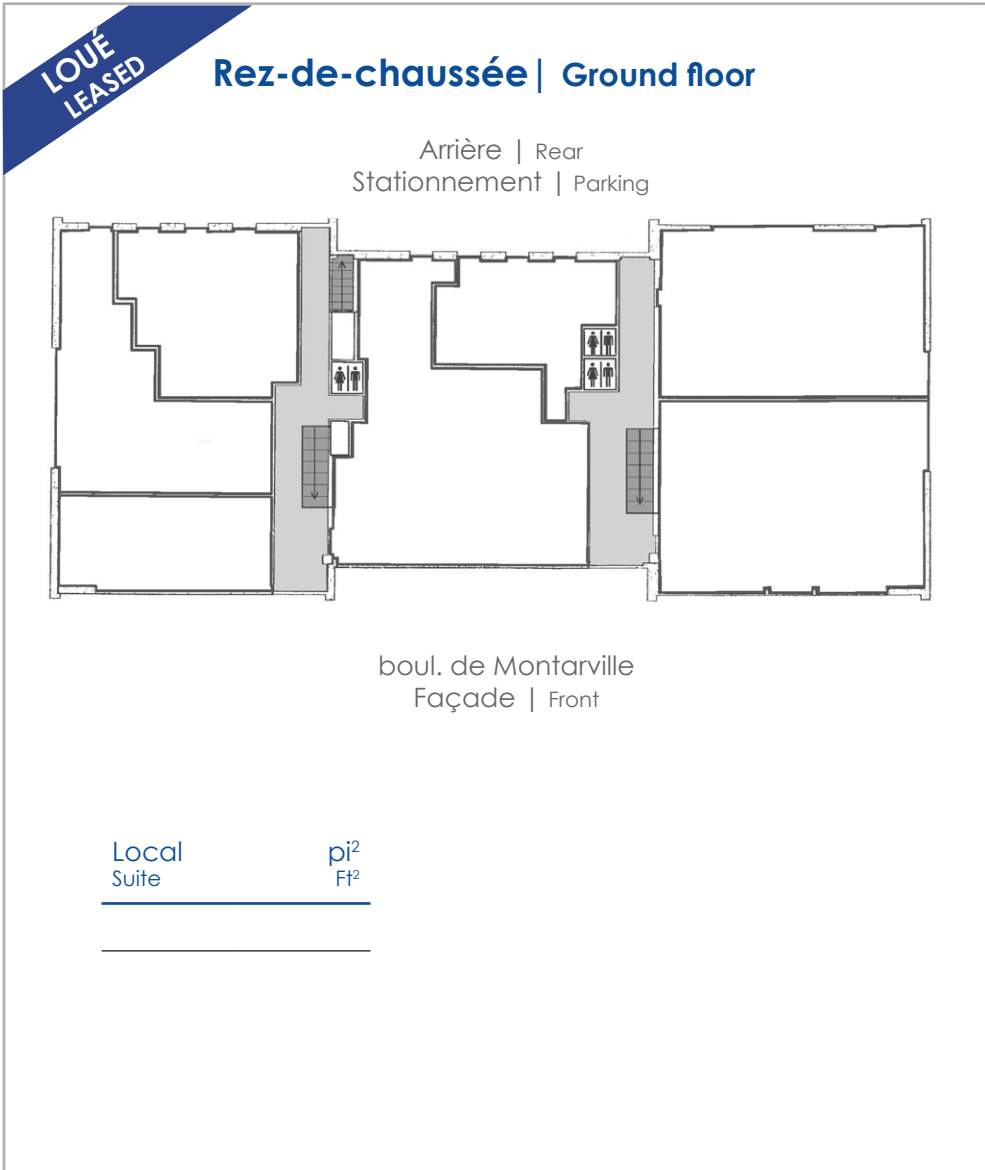 LOUÉ
LEASED
Rez-de-chaussée| Ground floor
Arrière | Rear
Stationnement | Parking
boul. de Montarville
Façade | Front
Local pi²
Suite Ft²